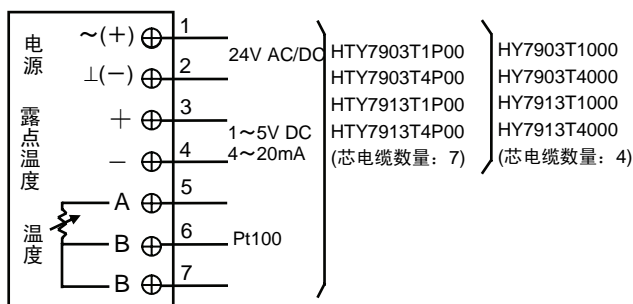 电源
～(+) 1
24V AC/DC
⊥(−) 2
露点温度
＋ 3
1～5V DC
− 4
4～20mA
温度
A 5
B 6
Pt100
B 7
HTY7903T1P00
HTY7903T4P00
HTY7913T1P00
HTY7913T4P00
(芯电缆数量：7)
HY7903T1000
HY7903T4000
HY7913T1000
HY7913T4000
(芯电缆数量：4)